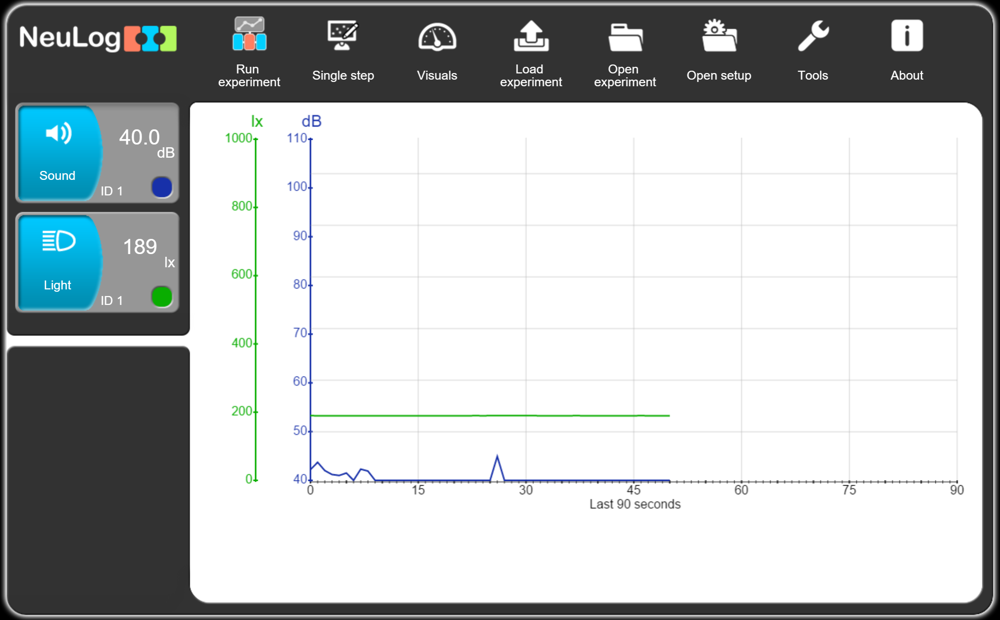 NeuLog
Run
experiment
Single step
Visuals
Load
experiment
Open
experiment
Open setup
Tools
i
About
40.0
dB
Sound
ID 1
189
lx
Light
ID 1
lx
1000
800
600
400
200
0
dB
110
100
90
80
70
60
50
40
0 15 30 45 60 75 90
Last 90 seconds